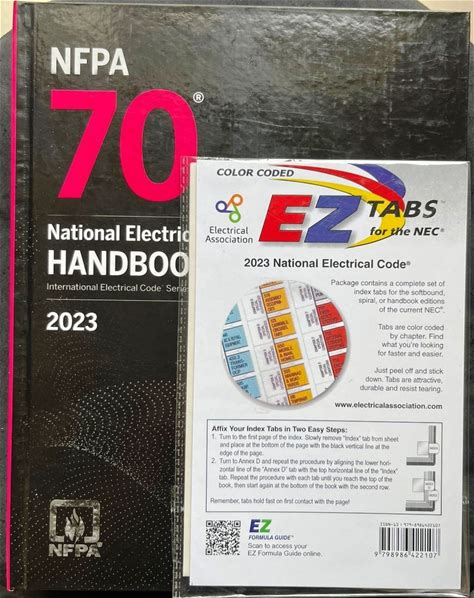 NFPA
70®
National Electric
HANDBOO
International Electrical Code® Serie
2023
NFPA®
COLOR CODED
Electrical
Association
EZ TABS™
for the NEC®
2023 National Electrical Code®
Package contains a complete set of
index tabs for the softbound,
spiral, or handbook editions
of the current NEC®.
Tabs are color coded
by chapter. Find
what you're looking
for faster and easier.
Just peel off and stick
down. Tabs are attractive,
durable and resist tearing.
www.electricalassociation.com
Affix Your Index Tabs in Two Easy Steps:
1. Turn to the first page of the index. Slowly remove "Index" tab from sheet
and place at the bottom of the page with the black vertical line at the
edge of the page.
2. Turn to Annex D and repeat the procedure by aligning the lower hori-
zontal line of the "Annex D" tab with the top horizontal line of the "Index"
tab. Repeat the procedure with each tab until you reach the top of the
book, then start again at the bottom of the book with the second row.
Remember, tabs hold fast on first contact with the page!
EZ
FORMULA GUIDE™
Scan to access your
EZ Formula Guide online.
9 798986 422107